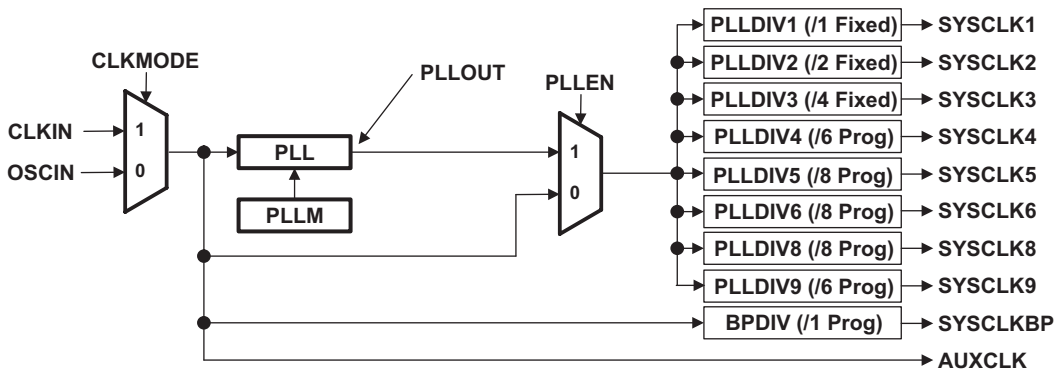 PLLDIV1 (/1 Fixed) SYSCLK1
CLKMODE PLLDIV2 (/2 Fixed) SYSCLK2
PLLOUT
PLLEN
PLLDIV3 (/4 Fixed) SYSCLK3
CLKIN 1
PLLDIV4 (/6 Prog) SYSCLK4
PLL 1
OSCIN 0
PLLDIV5 (/8 Prog) SYSCLK5
0
PLLM
PLLDIV6 (/8 Prog) SYSCLK6
PLLDIV8 (/8 Prog) SYSCLK8
PLLDIV9 (/6 Prog) SYSCLK9
BPDIV (/1 Prog) SYSCLKBP
AUXCLK